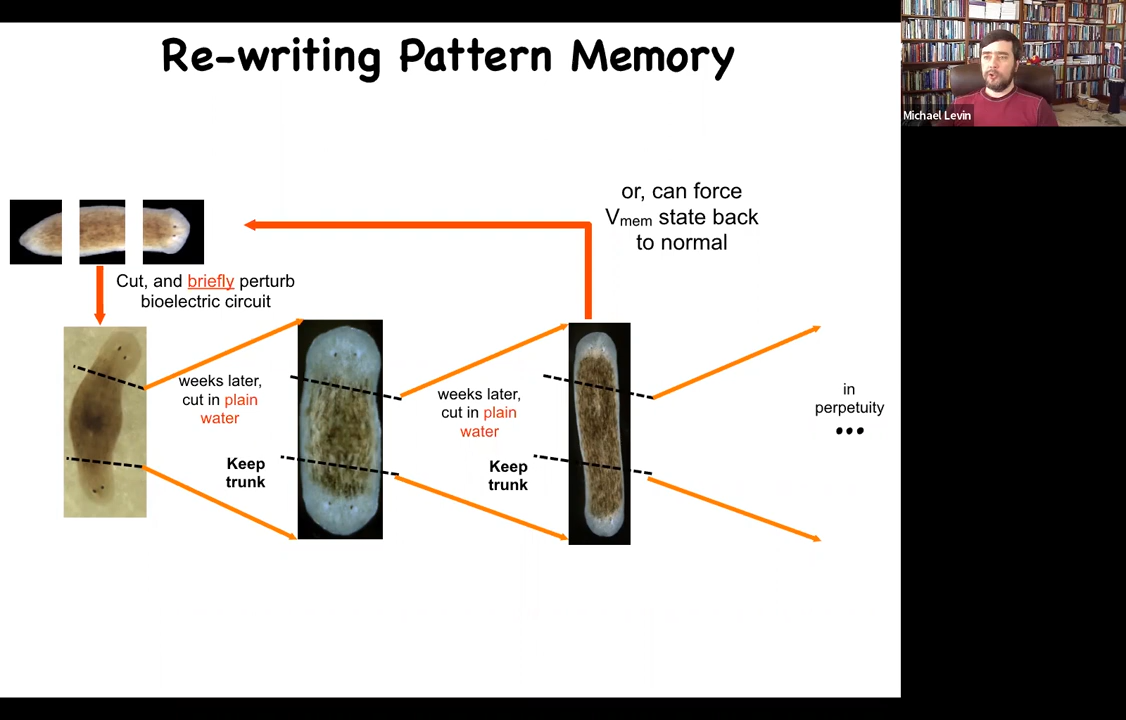 Re-writing Pattern Memory
Michael Levin
or, can force
Vmem state back
to normal
Cut, and briefly perturb
bioelectric circuit
weeks later,
cut in plain
water
Keep
trunk
weeks later,
cut in plain
water
Keep
trunk
in
perpetuity
...